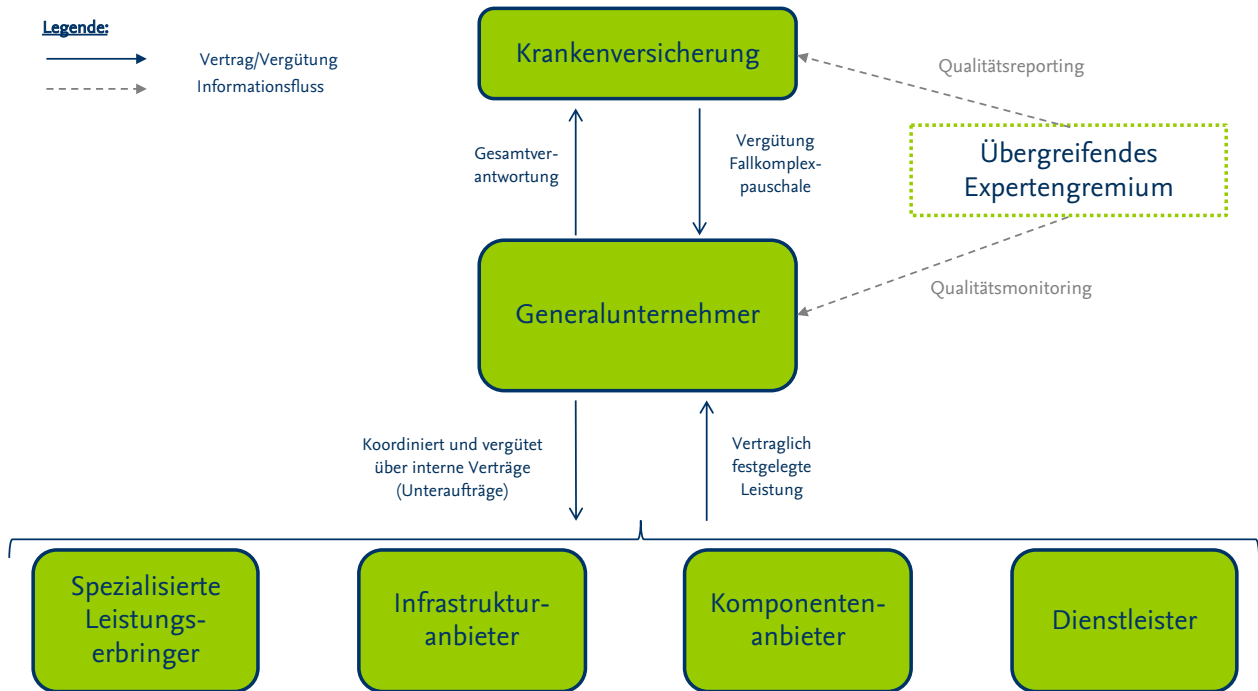 Legende:
Vertrag/Vergütung
Informationsfluss
Krankenversicherung
Qualitätsreporting
Gesamtver-
antwortung
Vergütung
Fallkomplex-
pauschale
Übergreifendes
Expertengremium
Generalunternehmer
Qualitätsmonitoring
Koordiniert und vergütet
über interne Verträge
(Unteraufträge)
Vertraglich
festgelegte
Leistung
Spezialisierte
Leistungs-
erbringer
Infrastruktur-
anbieter
Komponenten-
anbieter
Dienstleister